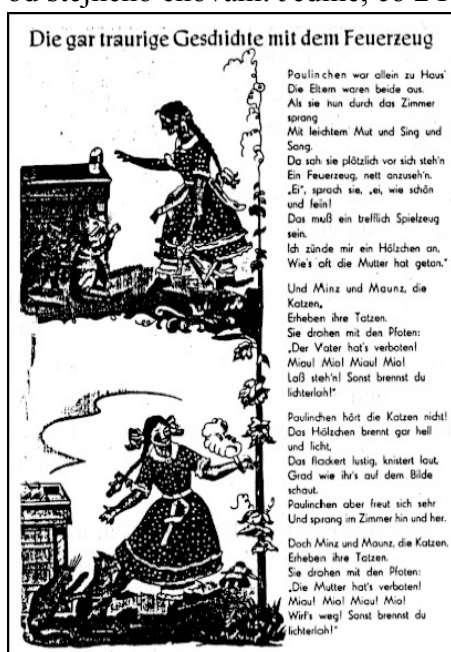 Die gar traurige Geschichte mit dem Feuerzeug
Paulinchen war allein zu Haus'
Die Eltern waren beide aus.
Als sie nun durch das Zimmer
sprang
Mit leichtem Mut und Sing und
Sang.
Da sah sie plötzlich vor sich steh'n
Ein Feuerzeug, nett anzuseh'n.
„Ei", sprach sie, „ei, wie schön
und fein!
Das muß ein trefflich Spielzeug
sein.
Ich zünde mir ein Hölzchen an,
Wie's oft die Mutter hat getan."
Und Minz und Maunz, die
Katzen,
Erheben ihre Tatzen.
Sie drohen mit den Pfoten:
„Der Vater hat's verboten!
Miau! Mio! Miau! Mio!
Laß steh'n! Sonst brennst du
lichterloh!"
Paulinchen hört die Katzen nicht!
Das Hölzchen brennt gar hell
und licht,
Das flackert lustig, knistert laut,
Grad wie ihr's auf dem Bilde
schaut.
Paulinchen aber freut sich sehr
Und sprang im Zimmer hin und her.
Doch Minz und Maunz, die Katzen,
Erheben ihre Tatzen.
Sie drohen mit den Pfoten:
„Die Mutter hat's verboten!
Miau! Mio! Miau! Mio!
Wirf's weg! Sonst brennst du
lichterloh!"